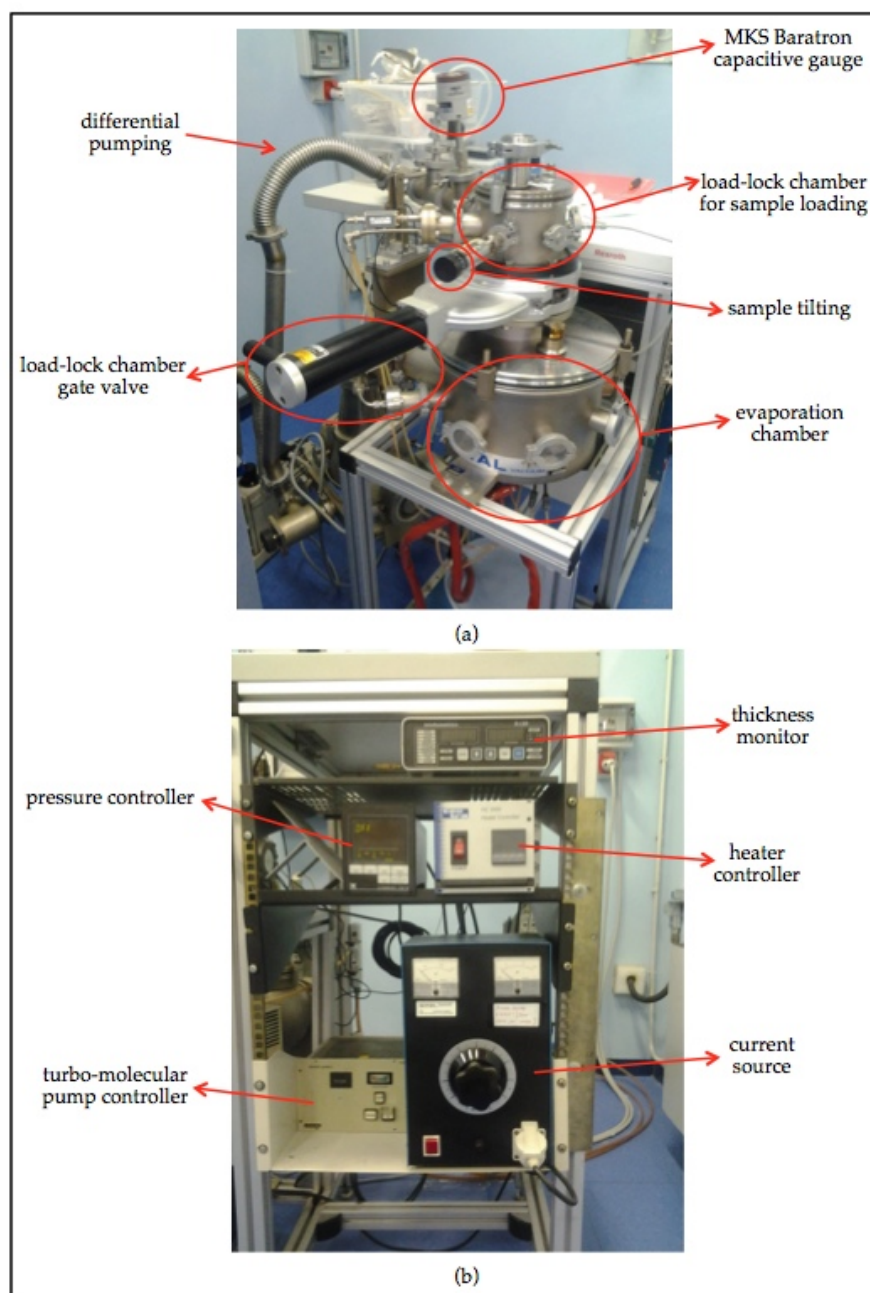 MKS Baratron
capacitive gauge
differential
pumping
load-lock chamber
for sample loading
Rexroth
sample tilting
load-lock chamber
gate valve
evaporation
chamber
(a)
thickness
monitor
pressure controller
heater
controller
current
source
turbo-molecular
pump controller
(b)